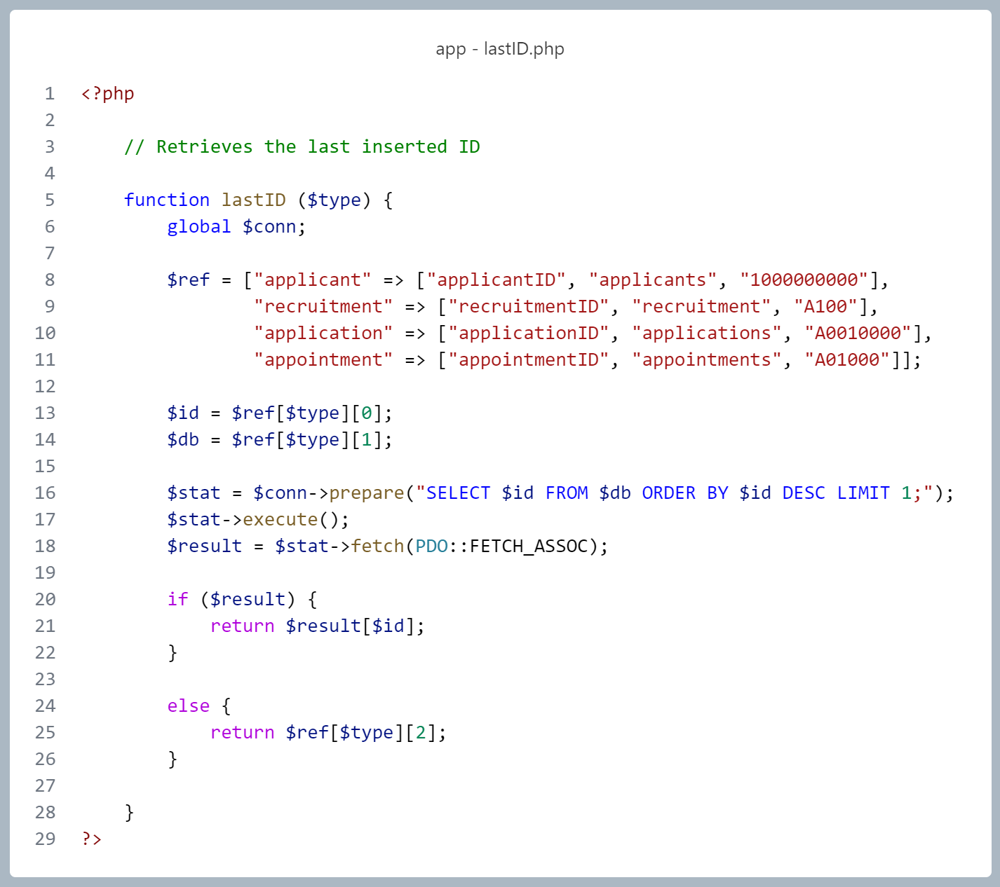 app - lastID.php
1 <?php
2
3     // Retrieves the last inserted ID
4
5     function lastID ($type) {
6         global $conn;
7
8         $ref = ["applicant" => ["applicantID", "applicants", "1000000000"],
9                 "recruitment" => ["recruitmentID", "recruitment", "A100"],
10                 "application" => ["applicationID", "applications", "A0010000"],
11                 "appointment" => ["appointmentID", "appointments", "A01000"]];
12
13         $id = $ref[$type][0];
14         $db = $ref[$type][1];
15
16         $stat = $conn->prepare("SELECT $id FROM $db ORDER BY $id DESC LIMIT 1;");
17         $stat->execute();
18         $result = $stat->fetch(PDO::FETCH_ASSOC);
19
20         if ($result) {
21             return $result[$id];
22         }
23
24         else {
25             return $ref[$type][2];
26         }
27
28     }
29 ?>